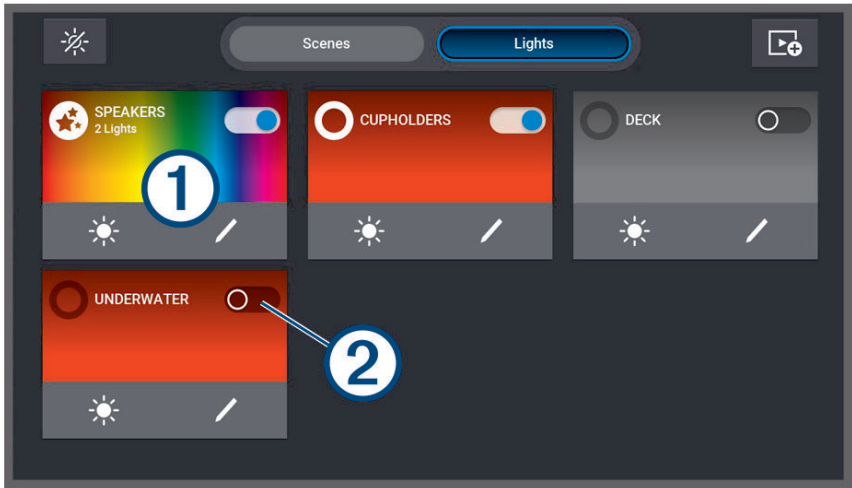 Scenes
Lights
SPEAKERS
2 Lights
CUPHOLDERS
DECK
1
UNDERWATER
2